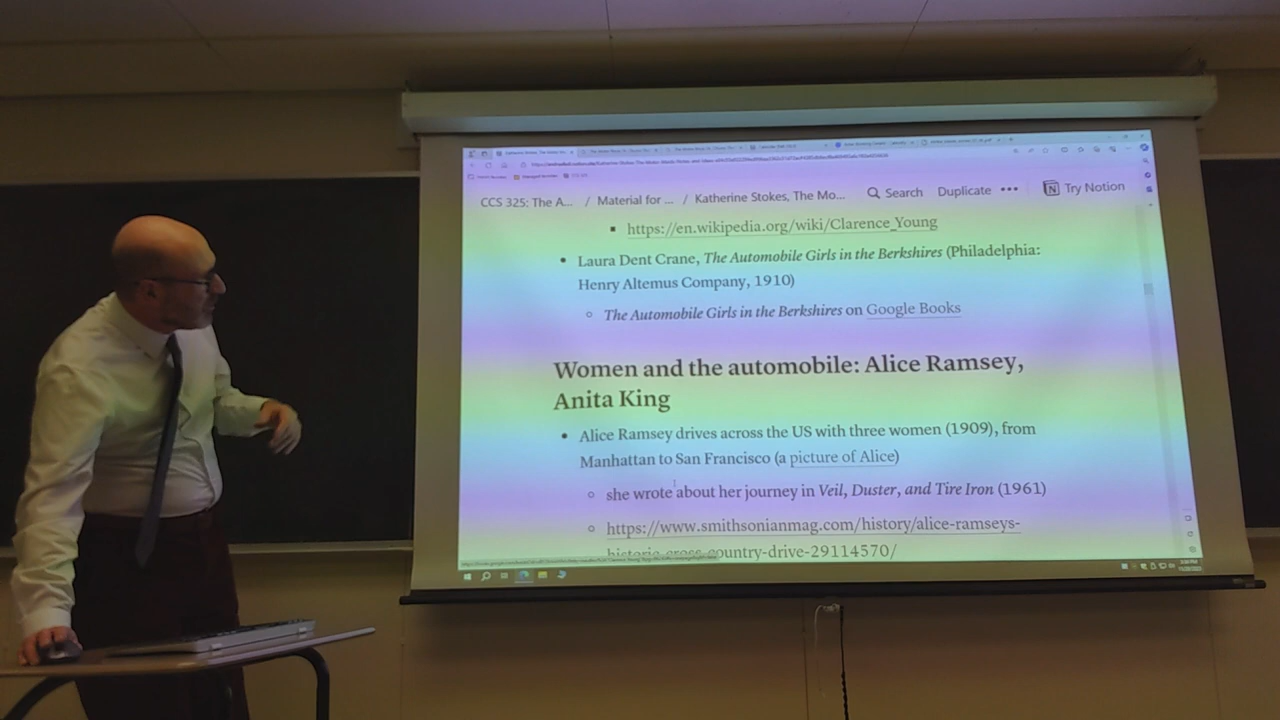 CCS 325: The A... / Material for ... / Katherine Stokes, The Mo... Search Duplicate ••• Try Notion
▪ https://en.wikipedia.org/wiki/Clarence_Young
• Laura Dent Crane, The Automobile Girls in the Berkshires (Philadelphia:
Henry Altemus Company, 1910)
◦ The Automobile Girls in the Berkshires on Google Books
Women and the automobile: Alice Ramsey,
Anita King
• Alice Ramsey drives across the US with three women (1909), from
Manhattan to San Francisco (a picture of Alice)
◦ she wrote about her journey in Veil, Duster, and Tire Iron (1961)
◦ https://www.smithsonianmag.com/history/alice-ramseys-
historic-cross-country-drive-29114570/